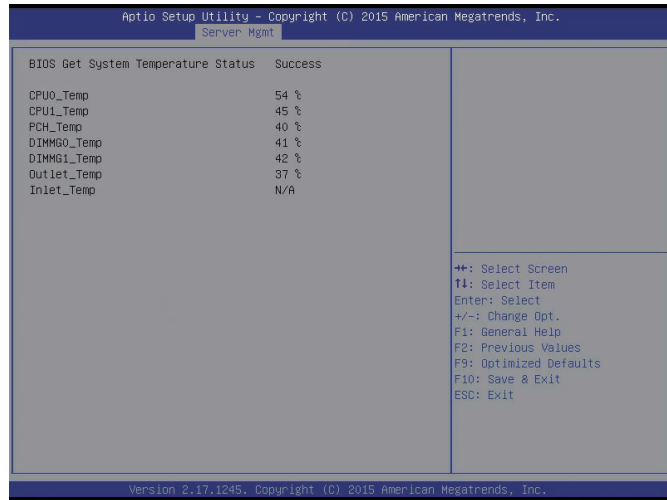 Aptio Setup Utility – Copyright (C) 2015 American Megatrends, Inc.
Server Mgmt
BIOS Get System Temperature Status Success
CPU0_Temp 54 ℃
CPU1_Temp 45 ℃
PCH_Temp 40 ℃
DIMMG0_Temp 41 ℃
DIMMG1_Temp 42 ℃
Outlet_Temp 37 ℃
Inlet_Temp N/A
→←: Select Screen
↑↓: Select Item
Enter: Select
+/-: Change Opt.
F1: General Help
F2: Previous Values
F9: Optimized Defaults
F10: Save & Exit
ESC: Exit
Version 2.17.1245. Copyright (C) 2015 American Megatrends, Inc.